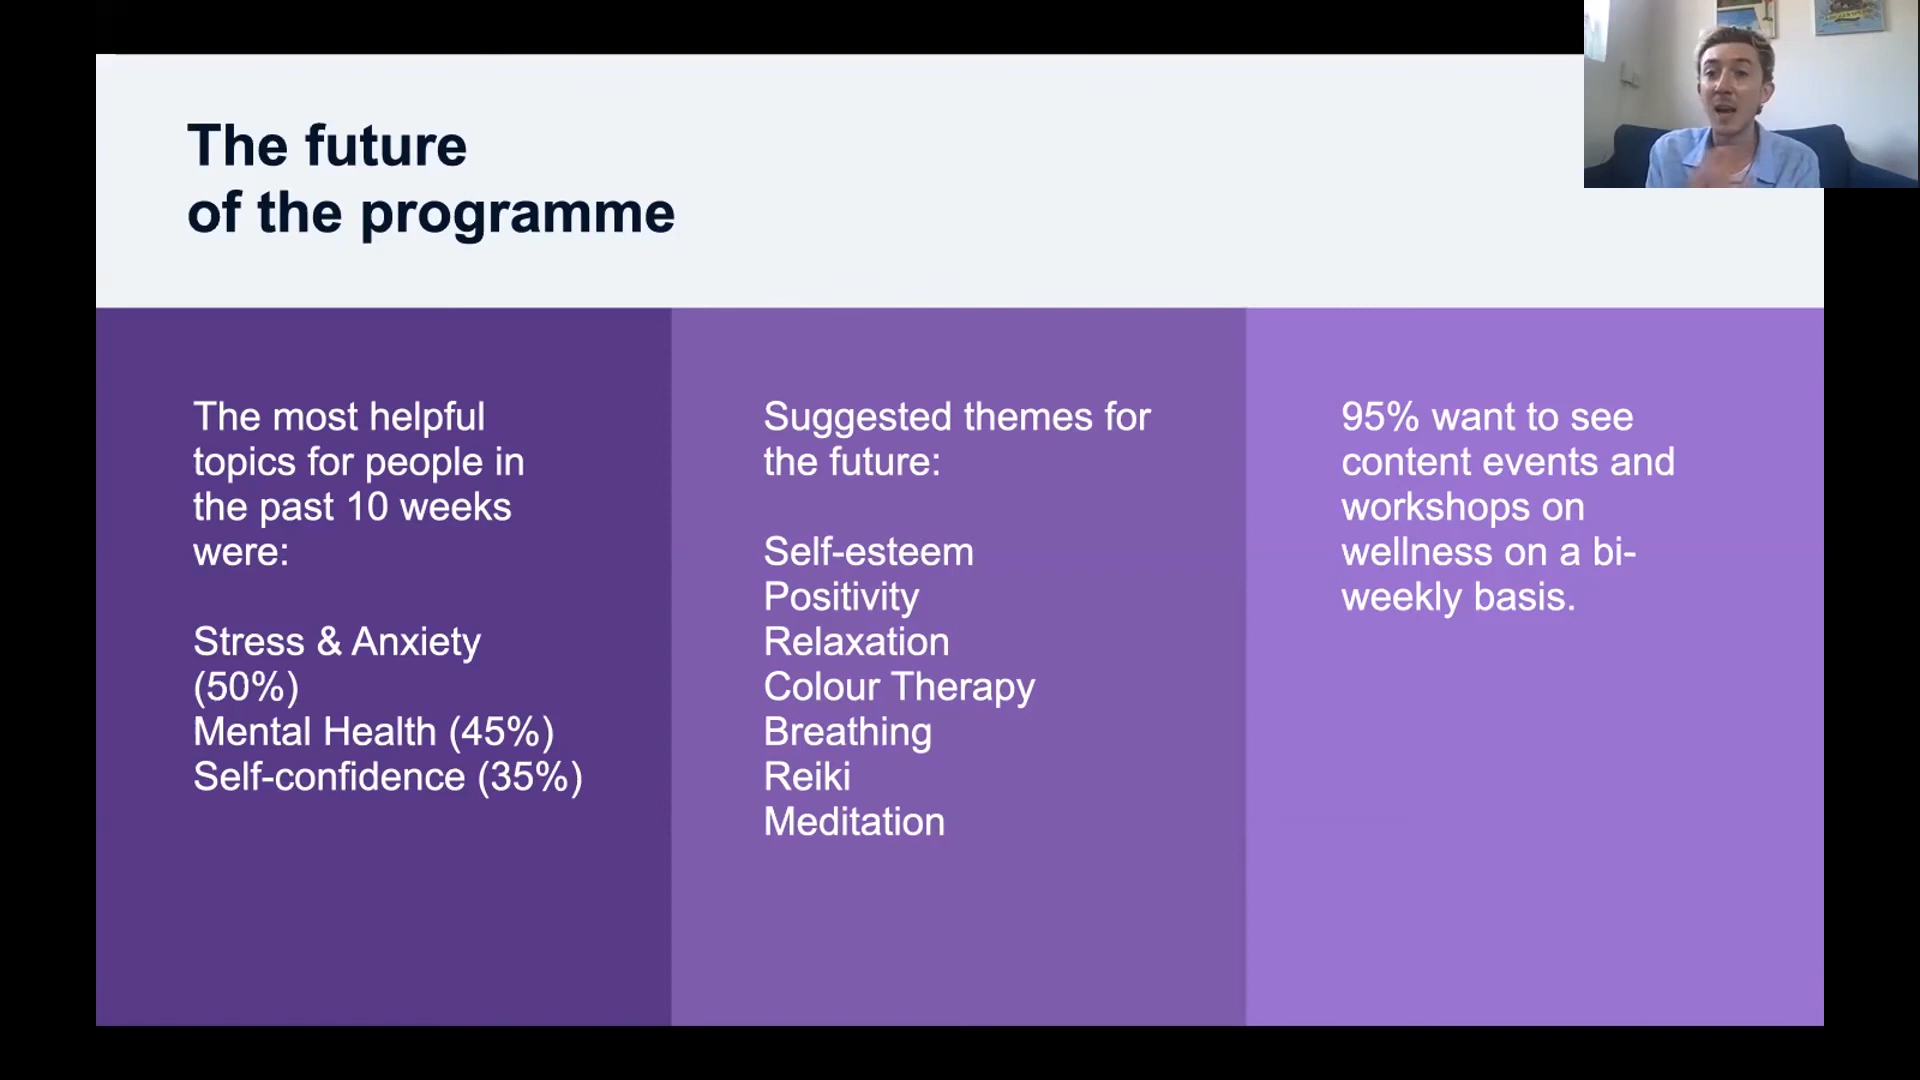 The future
of the programme
The most helpful
topics for people in
the past 10 weeks
were:
Stress & Anxiety
(50%)
Mental Health (45%)
Self-confidence (35%)
Suggested themes for
the future:
Self-esteem
Positivity
Relaxation
Colour Therapy
Breathing
Reiki
Meditation
95% want to see
content events and
workshops on
wellness on a bi-
weekly basis.